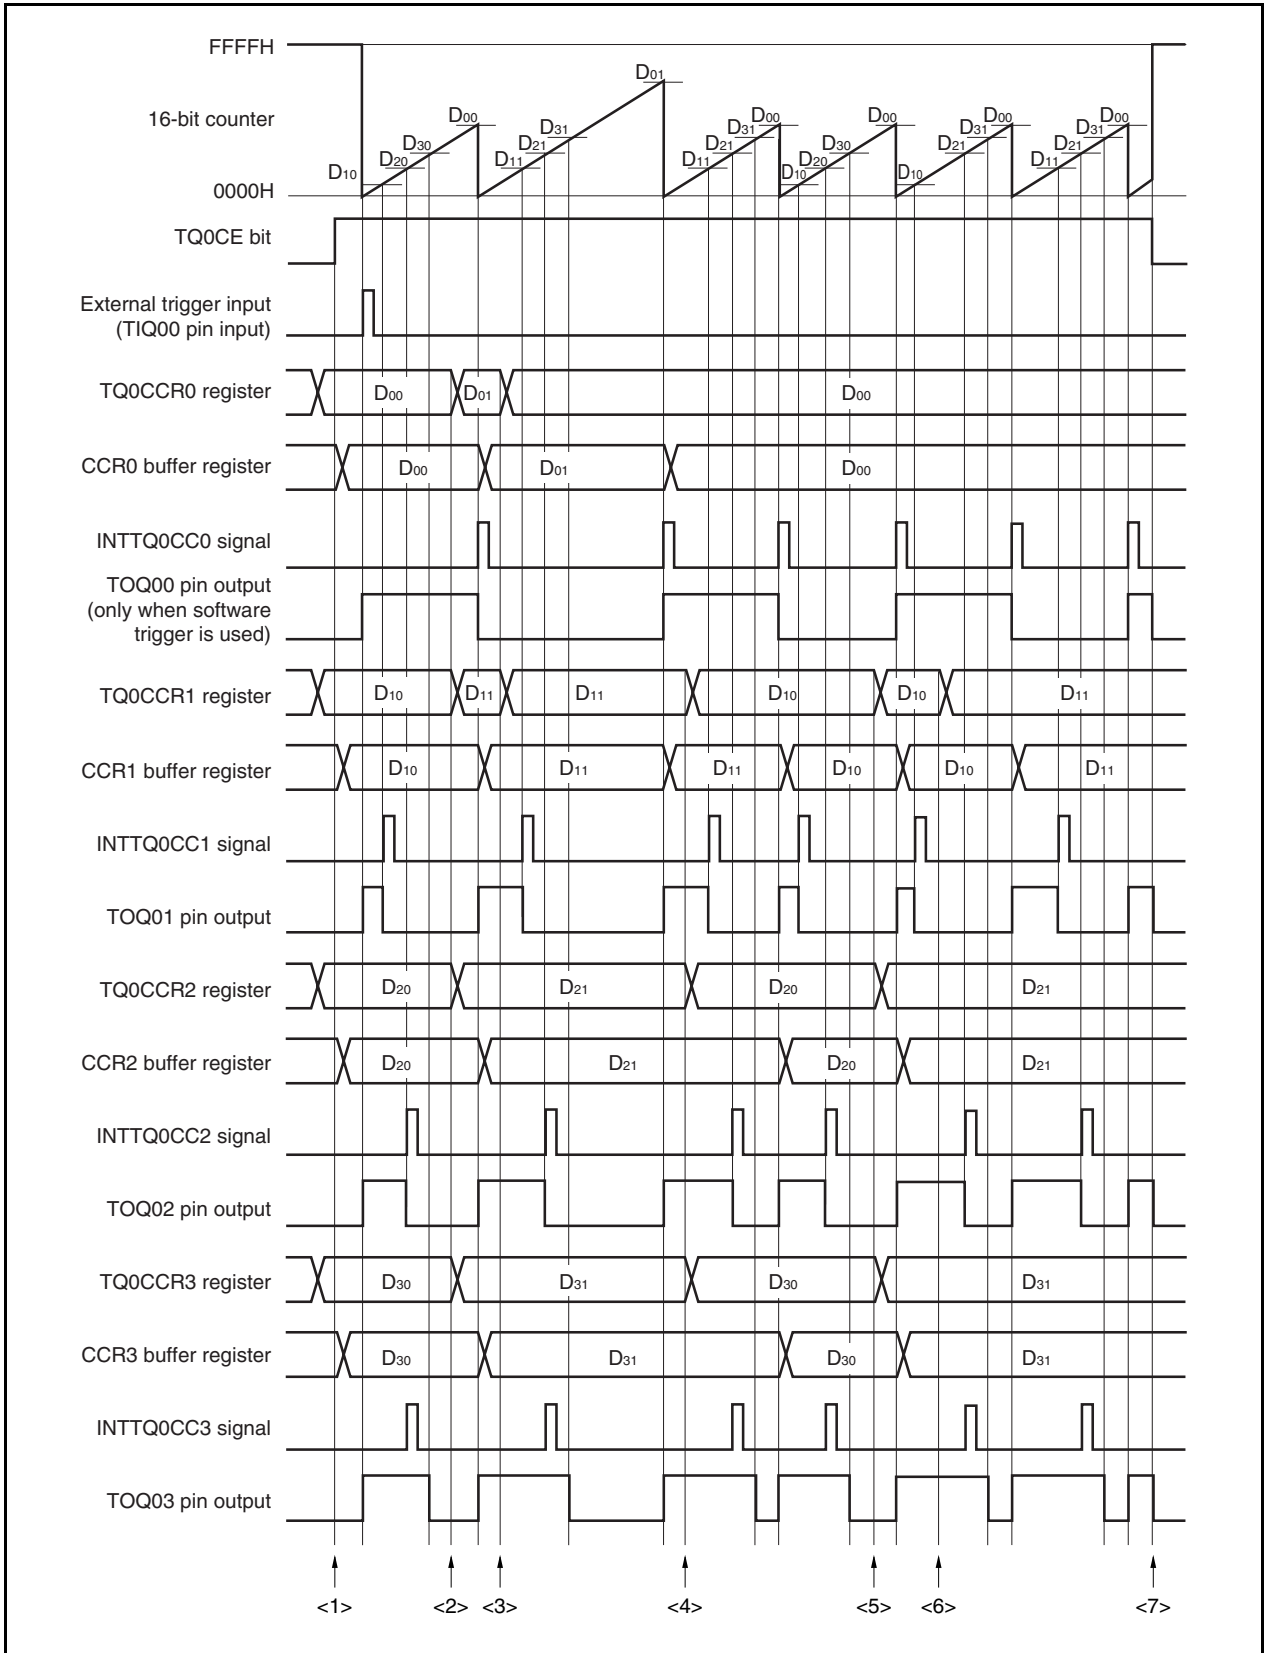 FFFFH
D01
16-bit counter
D00 D00 D00 D00 D00
D30 D31 D31 D30 D31 D31
D20 D21 D21 D20 D21 D21
D10 D11 D11 D10 D10 D11
0000H
TQ0CE bit
External trigger input
(TIQ00 pin input)
TQ0CCR0 register D00 D01 D00
CCR0 buffer register D00 D01 D00
INTTQ0CC0 signal
TOQ00 pin output
(only when software
trigger is used)
TQ0CCR1 register D10 D11 D11 D10 D10 D11
CCR1 buffer register D10 D11 D11 D10 D10 D11
INTTQ0CC1 signal
TOQ01 pin output
TQ0CCR2 register D20 D21 D20 D21
CCR2 buffer register D20 D21 D20 D21
INTTQ0CC2 signal
TOQ02 pin output
TQ0CCR3 register D30 D31 D30 D31
CCR3 buffer register D30 D31 D30 D31
INTTQ0CC3 signal
TOQ03 pin output
<1> <2> <3> <4> <5> <6> <7>